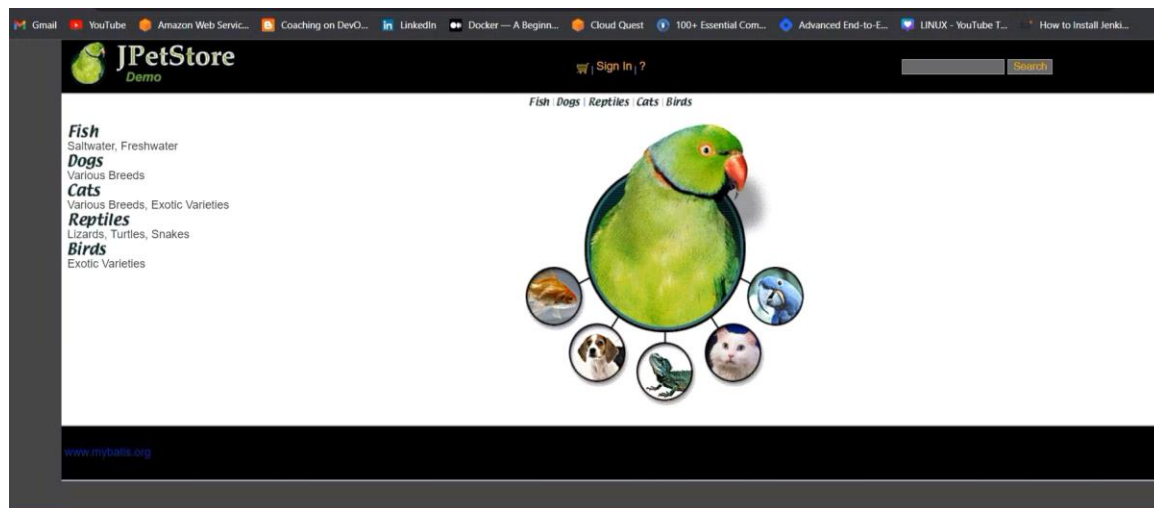 Gmail YouTube Amazon Web Servic... Coaching on DevO... LinkedIn Docker — A Beginn... Cloud Quest 100+ Essential Com... Advanced End-to-E... LINUX - YouTube T... How to Install Jenki...
JPetStore
Demo
| Sign In | ?
Search
Fish | Dogs | Reptiles | Cats | Birds
Fish
Saltwater, Freshwater
Dogs
Various Breeds
Cats
Various Breeds, Exotic Varieties
Reptiles
Lizards, Turtles, Snakes
Birds
Exotic Varieties
www.mybatis.org